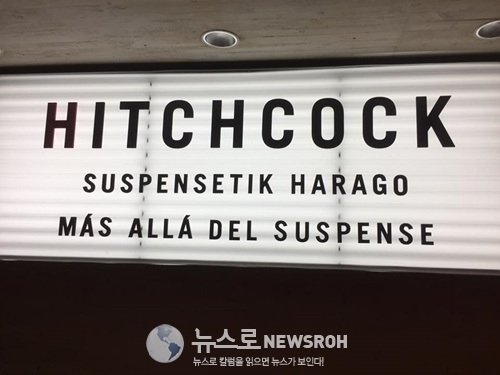 HITCHCOCK
SUSPENSETIK HARAGO
MÁS ALLÁ DEL SUSPENSE
뉴스로 NEWSROH
뉴스로 칼럼을 읽으면 뉴스가 보인다!